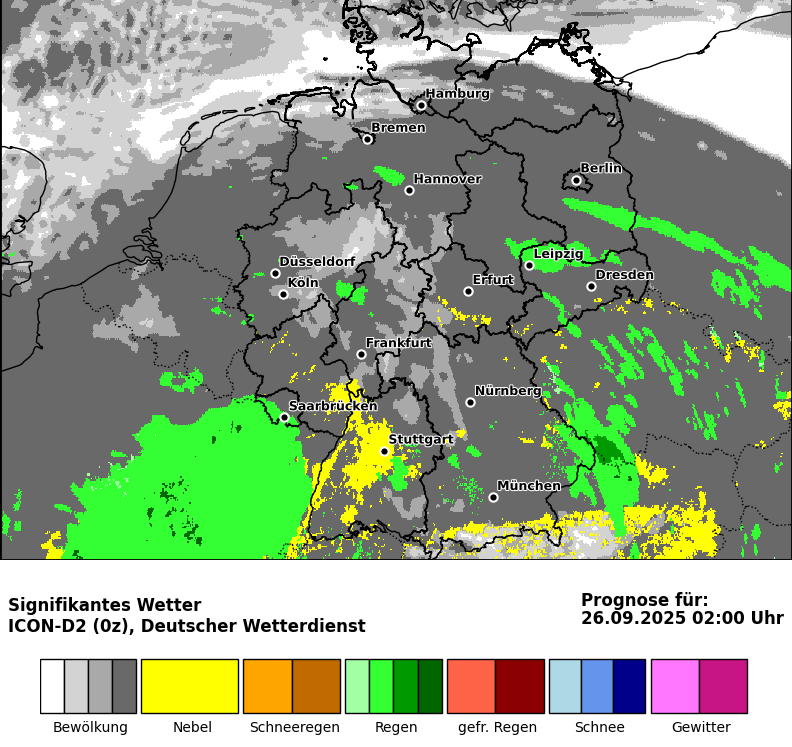 Hamburg
Bremen
Berlin
Hannover
Leipzig
Düsseldorf
Dresden
Köln
Erfurt
Frankfurt
Nürnberg
Saarbrücken
Stuttgart
München
Signifikantes Wetter
ICON-D2 (0z), Deutscher Wetterdienst
Prognose für:
26.09.2025 02:00 Uhr
Bewölkung Nebel Schneeregen Regen gefr. Regen Schnee Gewitter